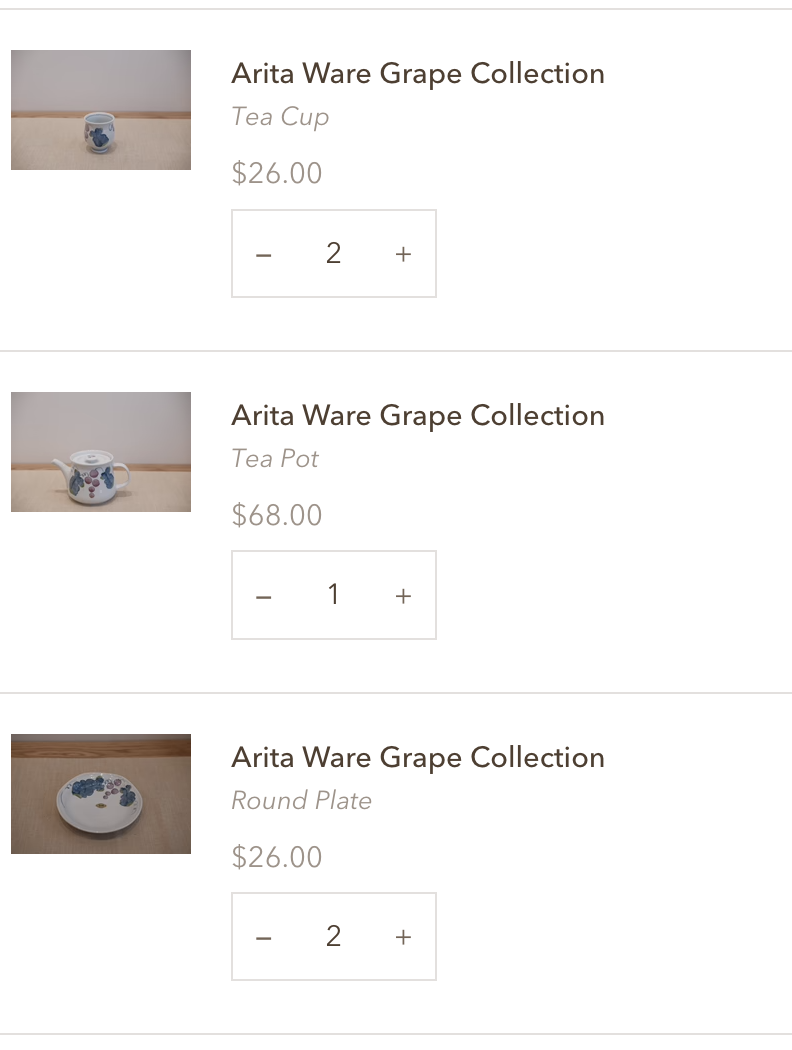 Arita Ware Grape Collection
Tea Cup
$26.00
– 2 +
Arita Ware Grape Collection
Tea Pot
$68.00
– 1 +
Arita Ware Grape Collection
Round Plate
$26.00
– 2 +